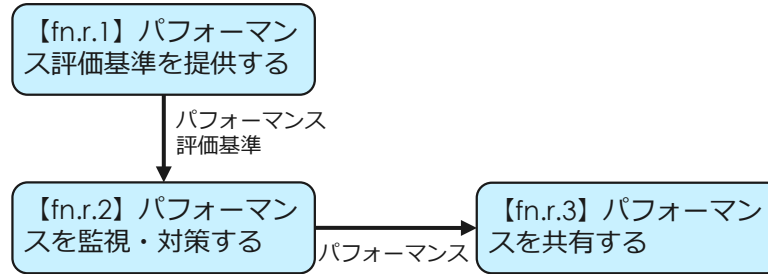 【fn.r.1】パフォーマン
ス評価基準を提供する
パフォーマンス
評価基準
【fn.r.2】パフォーマン
スを監視・対策する
パフォーマンス
【fn.r.3】パフォーマン
スを共有する